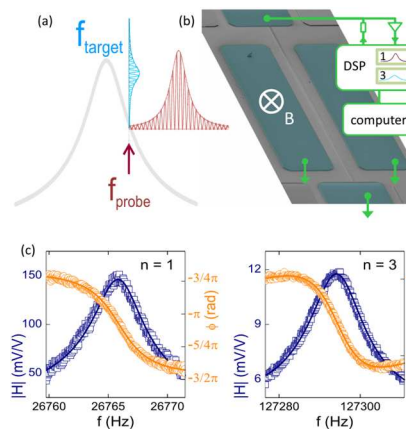 (a)
f target
f probe
(b)
B
DSP
1
3
computer
(c)
n = 1
|H| (mV/V)
150
100
50
26760 26765 26770
f (Hz)
ϕ (rad)
-3/4π
-π
-5/4π
-3/2π
n = 3
|H| (mV/V)
12
9
6
127280 127300
f (Hz)